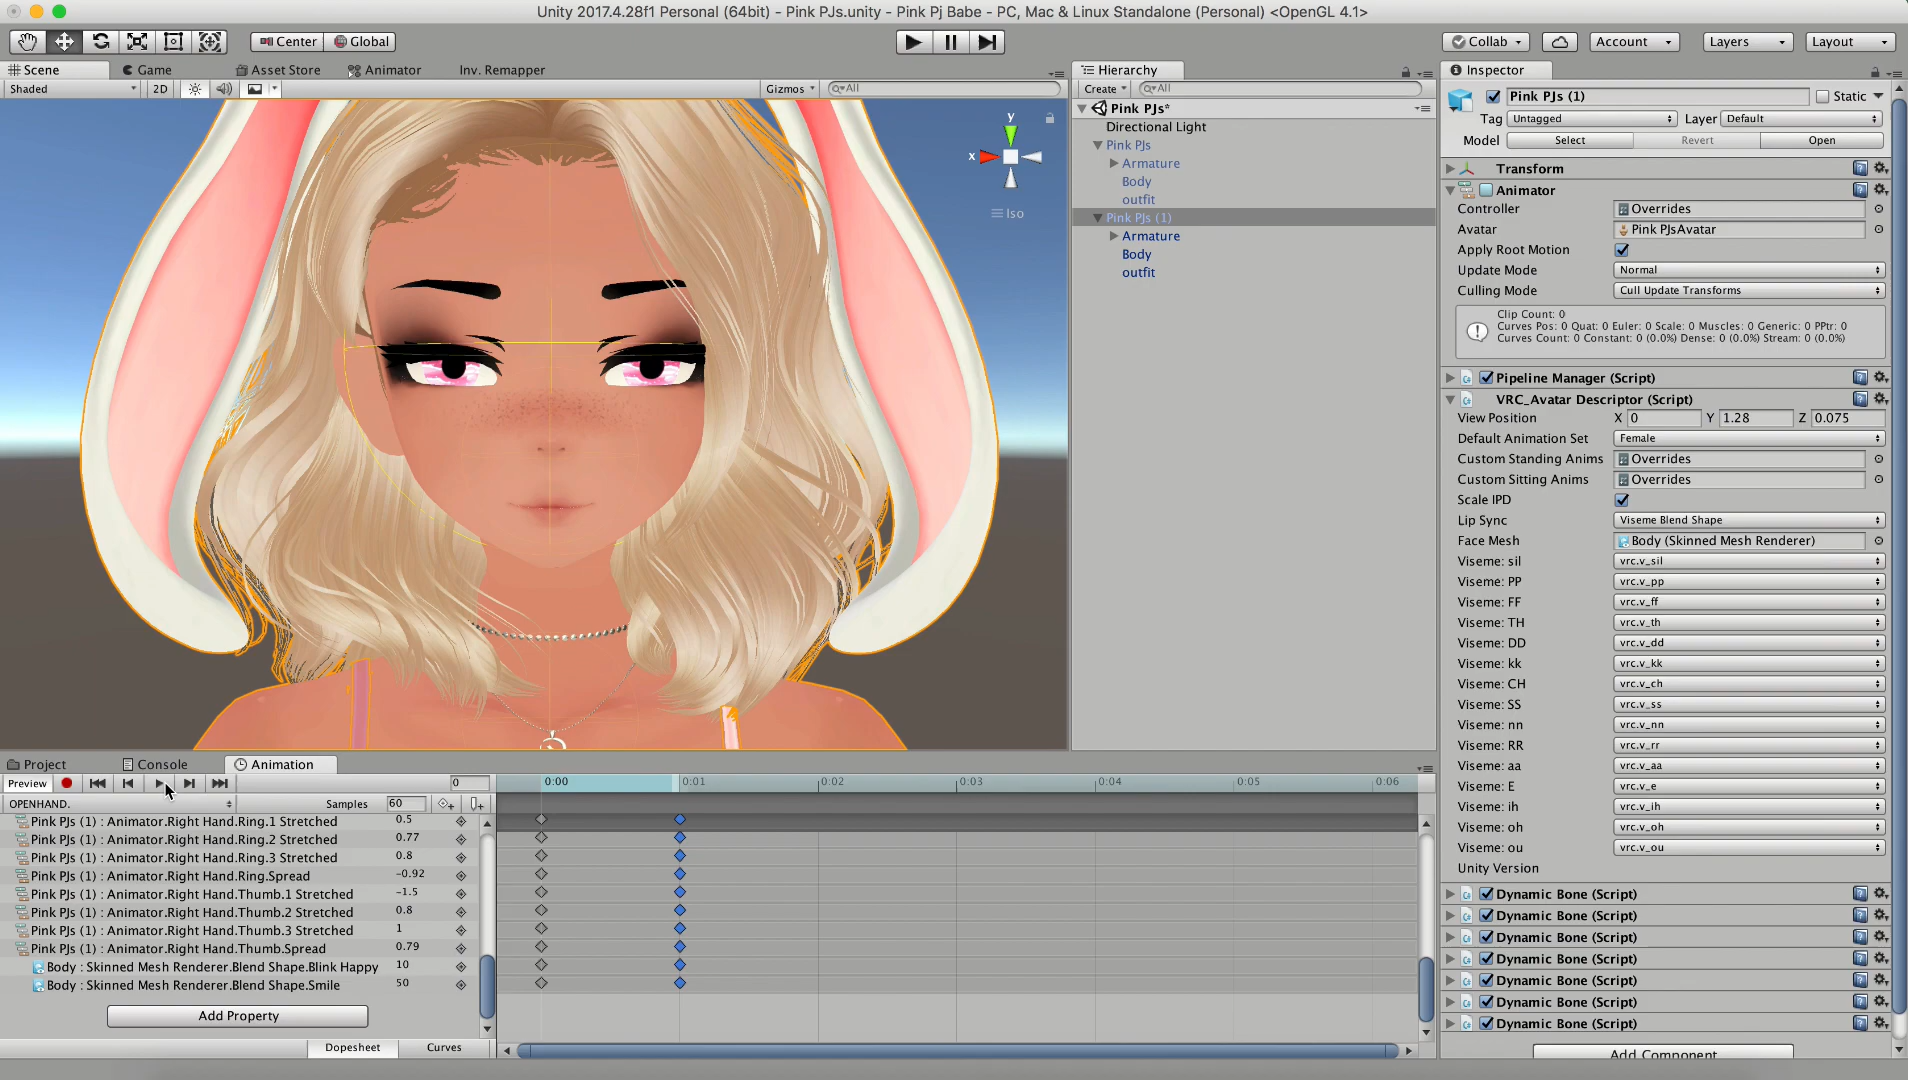 Unity 2017.4.28f1 Personal (64bit) - Pink PJs.unity - Pink Pj Babe - PC, Mac & Linux Standalone (Personal) <OpenGL 4.1>
Center Global
Collab Account Layers Layout
Scene Game Asset Store Animator Inv. Remapper
Shaded 2D Gizmos All
y
x
Iso
Hierarchy
Create All
Pink PJs*
Directional Light
Pink PJs
Armature
Body
outfit
Pink PJs (1)
Armature
Body
outfit
Inspector
Pink PJs (1) Static
Tag Untagged Layer Default
Model Select Revert Open
Transform
Animator
Controller Overrides
Avatar Pink PJsAvatar
Apply Root Motion
Update Mode Normal
Culling Mode Cull Update Transforms
Clip Count: 0
Curves Pos: 0 Quat: 0 Euler: 0 Scale: 0 Muscles: 0 Generic: 0 PPtr: 0
Curves Count: 0 Constant: 0 (0.0%) Dense: 0 (0.0%) Stream: 0 (0.0%)
Pipeline Manager (Script)
VRC_Avatar Descriptor (Script)
View Position X 0 Y 1.28 Z 0.075
Default Animation Set Female
Custom Standing Anims Overrides
Custom Sitting Anims Overrides
Scale IPD
Lip Sync Viseme Blend Shape
Face Mesh Body (Skinned Mesh Renderer)
Viseme: sil vrc.v_sil
Viseme: PP vrc.v_pp
Viseme: FF vrc.v_ff
Viseme: TH vrc.v_th
Viseme: DD vrc.v_dd
Viseme: kk vrc.v_kk
Viseme: CH vrc.v_ch
Viseme: SS vrc.v_ss
Viseme: nn vrc.v_nn
Viseme: RR vrc.v_rr
Viseme: aa vrc.v_aa
Viseme: E vrc.v_e
Viseme: ih vrc.v_ih
Viseme: oh vrc.v_oh
Viseme: ou vrc.v_ou
Unity Version
Dynamic Bone (Script)
Dynamic Bone (Script)
Dynamic Bone (Script)
Dynamic Bone (Script)
Dynamic Bone (Script)
Dynamic Bone (Script)
Dynamic Bone (Script)
Add Component
Project Console Animation
Preview 0 0:00 0:01 0:02 0:03 0:04 0:05 0:06
OPENHAND. Samples 60
Pink PJs (1) : Animator.Right Hand.Ring.1 Stretched 0.5
Pink PJs (1) : Animator.Right Hand.Ring.2 Stretched 0.77
Pink PJs (1) : Animator.Right Hand.Ring.3 Stretched 0.8
Pink PJs (1) : Animator.Right Hand.Ring.Spread -0.92
Pink PJs (1) : Animator.Right Hand.Thumb.1 Stretched -1.5
Pink PJs (1) : Animator.Right Hand.Thumb.2 Stretched 0.8
Pink PJs (1) : Animator.Right Hand.Thumb.3 Stretched 1
Pink PJs (1) : Animator.Right Hand.Thumb.Spread 0.79
Body : Skinned Mesh Renderer.Blend Shape.Blink Happy 10
Body : Skinned Mesh Renderer.Blend Shape.Smile 50
Add Property
Dopesheet Curves